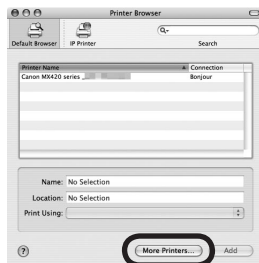 Printer Browser
Default Browser IP Printer Search
Printer Name Connection
Canon MX420 series Bonjour
Name: No Selection
Location: No Selection
Print Using:
? More Printers... Add